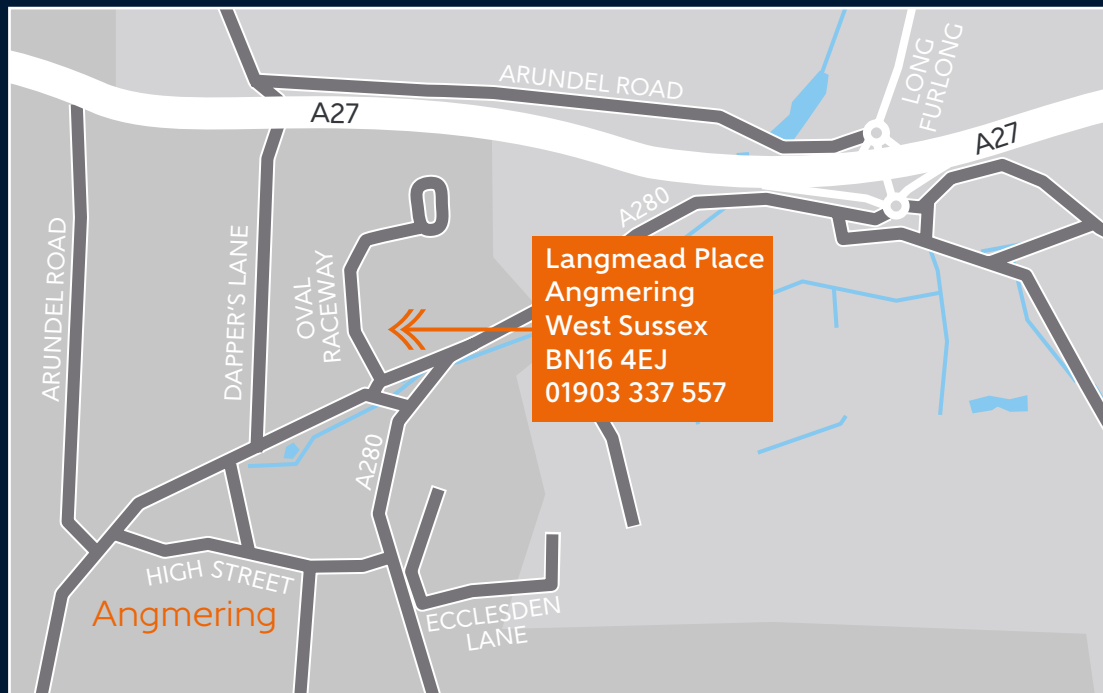 ARUNDEL ROAD
LONG
FURLONG
A27
A27
A280
ARUNDEL ROAD
DAPPER'S LANE
OVAL
RACEWAY
Langmead Place
Angmering
West Sussex
BN16 4EJ
01903 337 557
A280
HIGH STREET
Angmering
ECCLESDEN
LANE